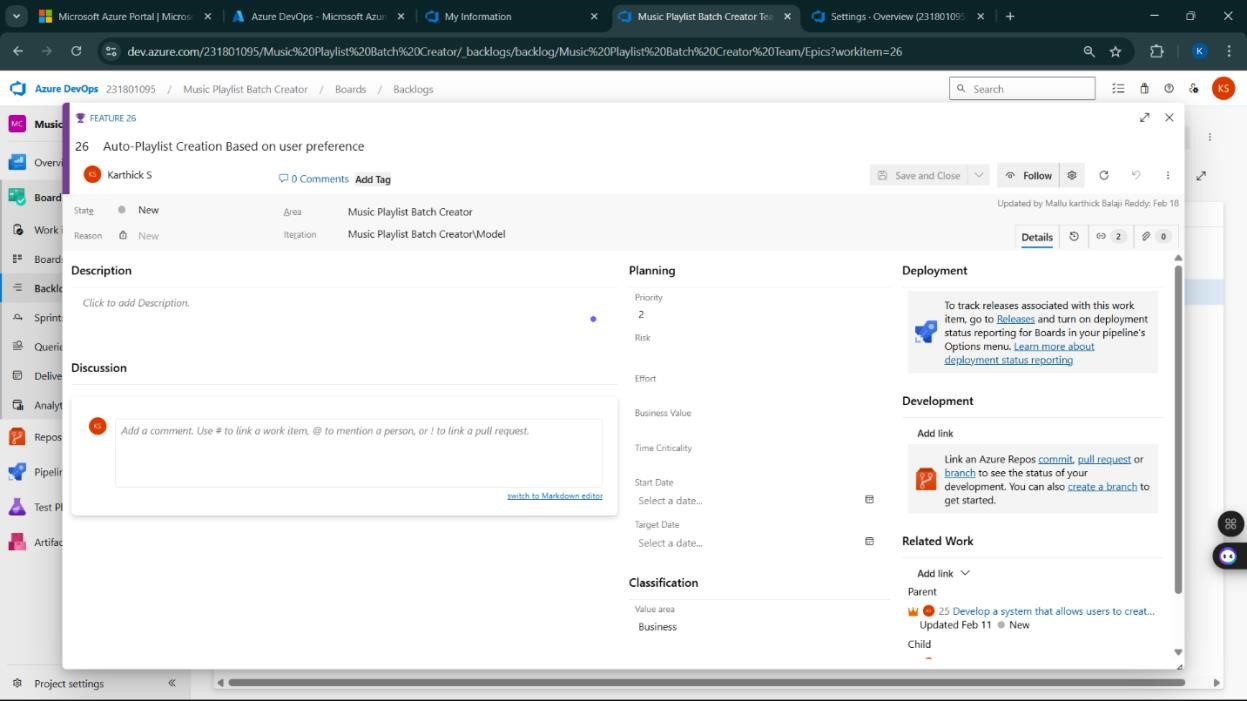 Microsoft Azure Portal | Micros
Azure DevOps - Microsoft Azur
My Information
Music Playlist Batch Creator Tea
Settings · Overview (231801095
dev.azure.com/231801095/Music%20Playlist%20Batch%20Creator/_backlogs/backlog/Music%20Playlist%20Batch%20Creator%20Team/Epics?workitem=26
K
Azure DevOps 231801095 / Music Playlist Batch Creator / Boards / Backlogs
Search
KS
MC Music
Overvi
Board
Work i
Board
Backlo
Sprint
Querie
Delive
Analyt
Repos
Pipelin
Test Pl
Artifac
Project settings
FEATURE 26
26 Auto-Playlist Creation Based on user preference
KS Karthick S
0 Comments Add Tag
Save and Close
Follow
State New
Area Music Playlist Batch Creator
Updated by Mallu karthick Balaji Reddy: Feb 18
Reason New
Iteration Music Playlist Batch Creator\Model
Details
2
0
Description
Click to add Description.
Discussion
KS
Add a comment. Use # to link a work item, @ to mention a person, or ! to link a pull request.
switch to Markdown editor
Planning
Priority
2
Risk
Effort
Business Value
Time Criticality
Start Date
Select a date...
Target Date
Select a date...
Classification
Value area
Business
Deployment
To track releases associated with this work
item, go to Releases and turn on deployment
status reporting for Boards in your pipeline's
Options menu. Learn more about
deployment status reporting
Development
Add link
Link an Azure Repos commit, pull request or
branch to see the status of your
development. You can also create a branch to
get started.
Related Work
Add link
Parent
25 Develop a system that allows users to creat...
Updated Feb 11 New
Child